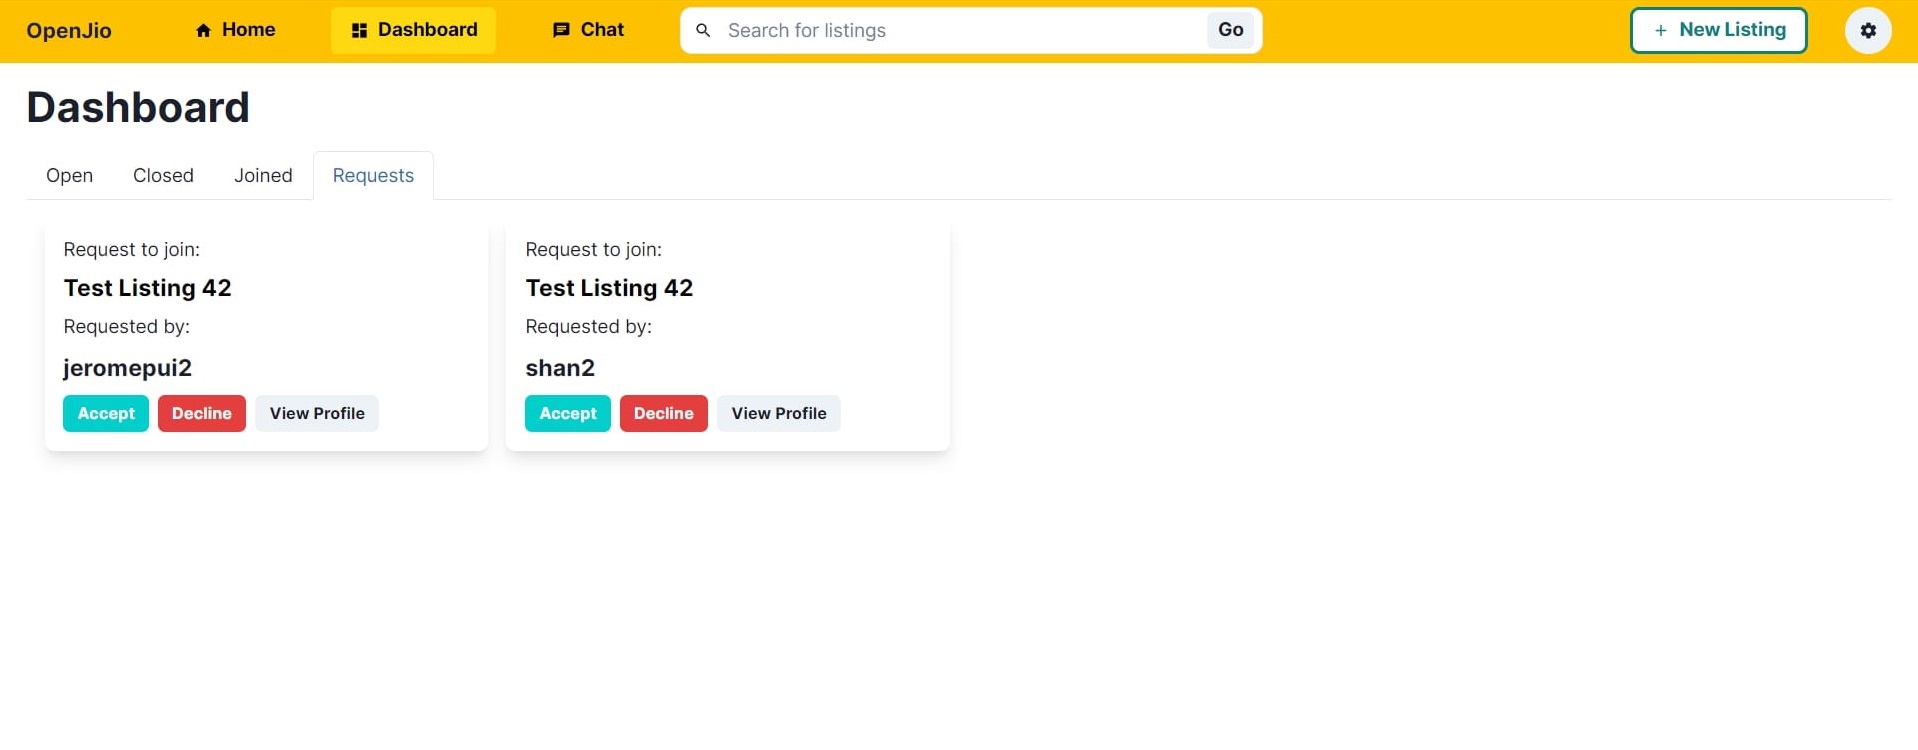 OpenJio Home Dashboard Chat Search for listings Go + New Listing
Dashboard
Open Closed Joined Requests
Request to join:
Test Listing 42
Requested by:
jeromepui2
Accept Decline View Profile
Request to join:
Test Listing 42
Requested by:
shan2
Accept Decline View Profile